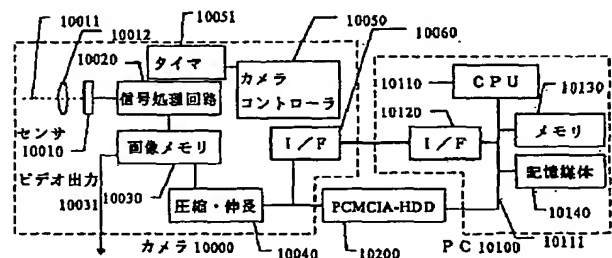 10011
10012
10020
10051
10050
10060
タイマ
カメラ
コントローラ
信号処理回路
センサ
10010
画像メモリ
ビデオ出力
10031
10030
圧縮・伸長
10040
カメラ 10000
I/F
10120
I/F
10110
CPU
10130
メモリ
記憶媒体
10140
PCMCIA-HDD
10200
PC 10100
10111